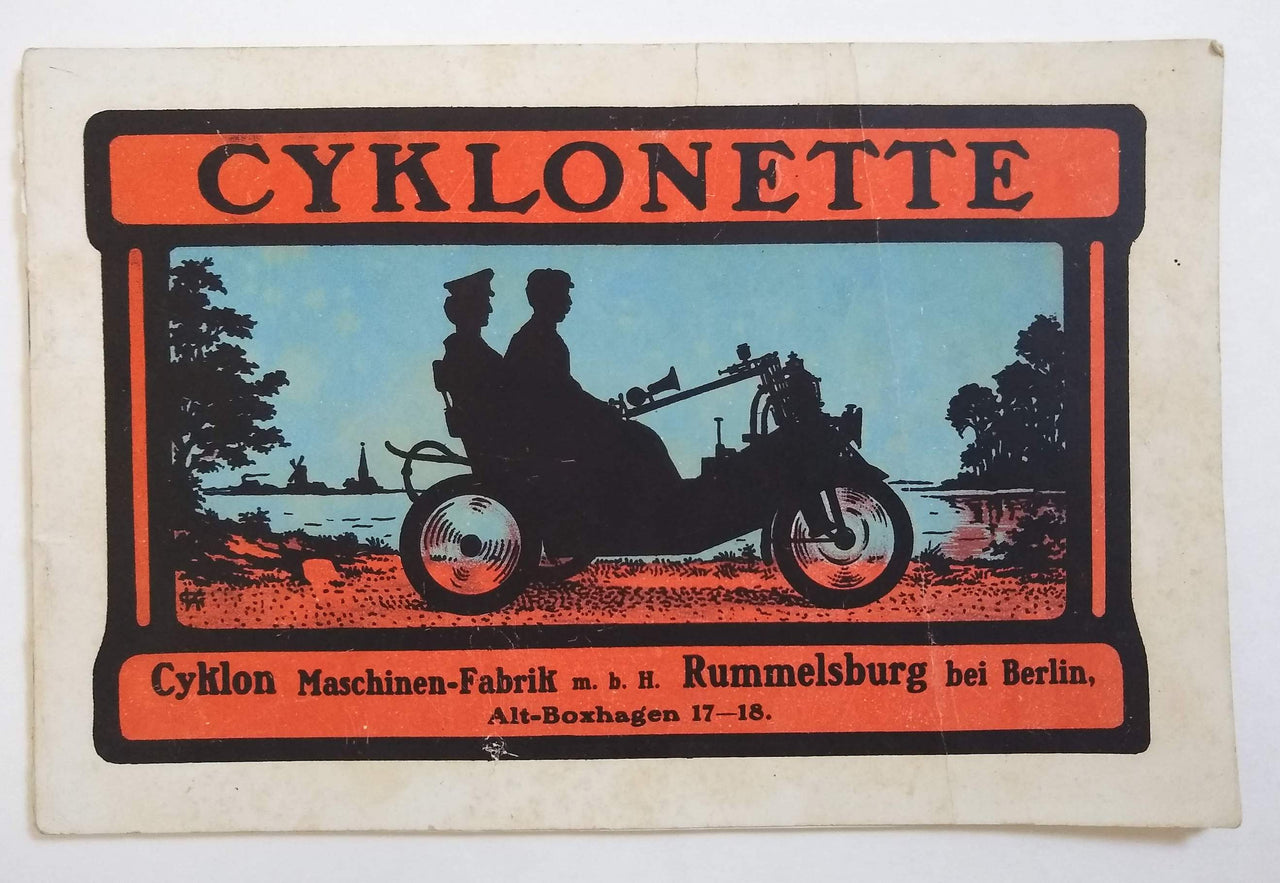 CYKLONETTE
Cyklon Maschinen-Fabrik m. b. H. Rummelsburg bei Berlin,
Alt-Boxhagen 17—18.